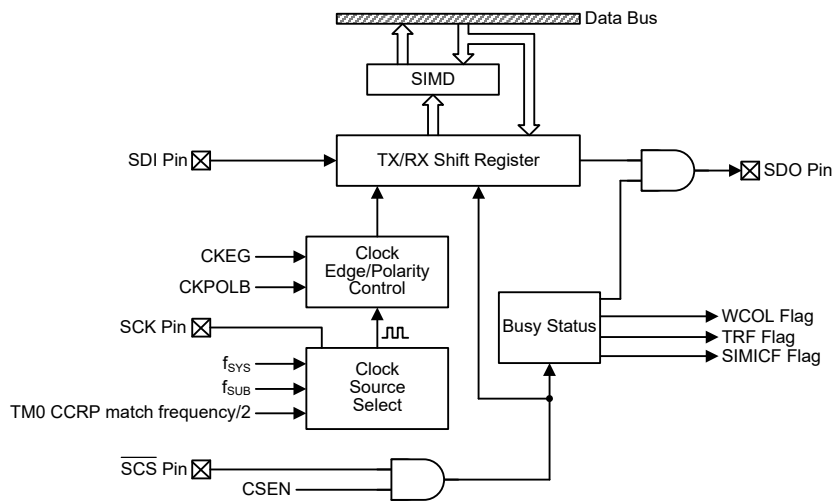 Data Bus
SIMD
SDI Pin
TX/RX Shift Register
SDO Pin
CKEG
CKPOLB
Clock
Edge/Polarity
Control
SCK Pin
Busy Status
WCOL Flag
TRF Flag
SIMICF Flag
fSYS
fSUB
TM0 CCRP match frequency/2
Clock
Source
Select
SCS Pin
CSEN